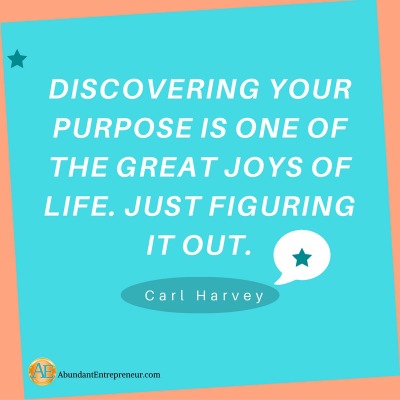 DISCOVERING YOUR
PURPOSE IS ONE OF
THE GREAT JOYS OF
LIFE. JUST FIGURING
IT OUT.
Carl Harvey
AE AbundantEntrepreneur.com